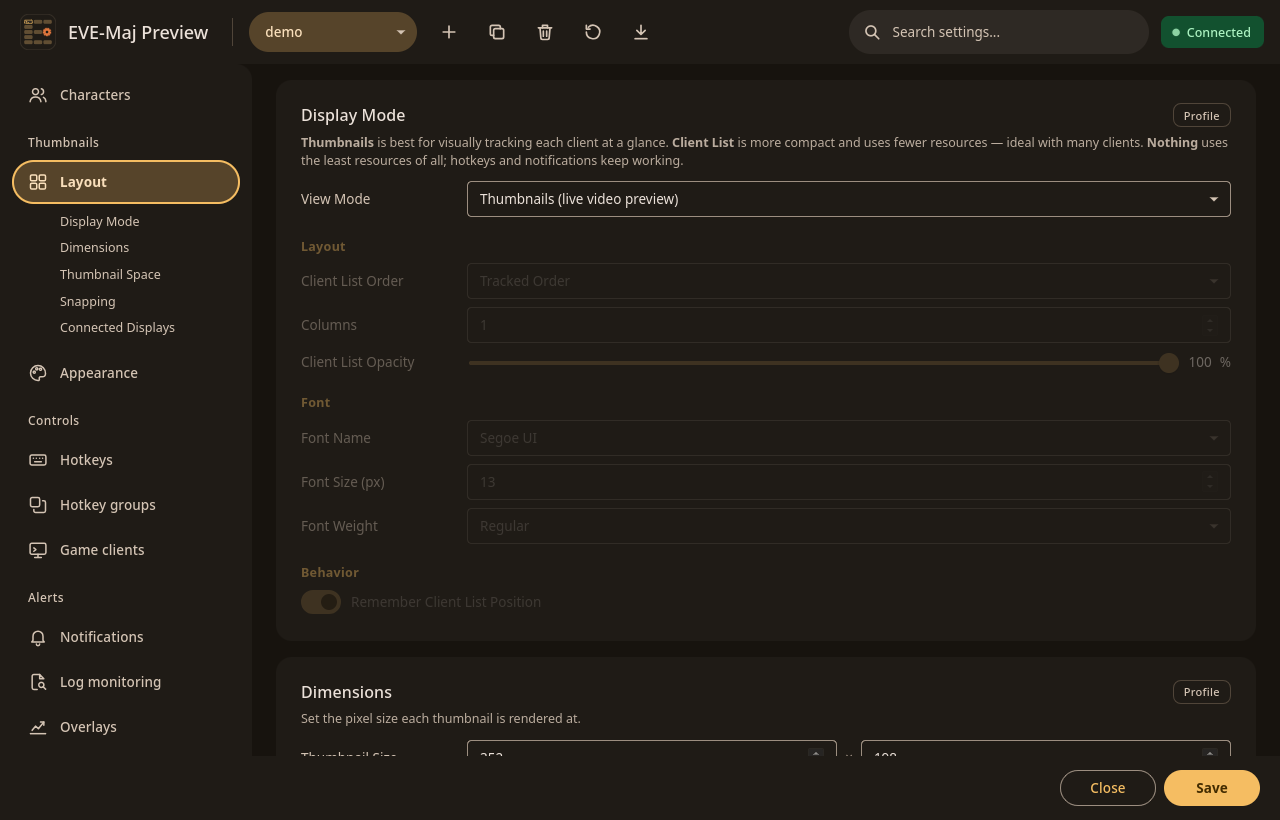 EVE-Maj Preview
demo
Search settings...
Connected
Characters
Thumbnails
Layout
Display Mode
Dimensions
Thumbnail Space
Snapping
Connected Displays
Appearance
Controls
Hotkeys
Hotkey groups
Game clients
Alerts
Notifications
Log monitoring
Overlays
Display Mode
Profile
Thumbnails is best for visually tracking each client at a glance. Client List is more compact and uses fewer resources — ideal with many clients. Nothing uses
the least resources of all; hotkeys and notifications keep working.
View Mode
Thumbnails (live video preview)
Layout
Client List Order
Tracked Order
Columns
1
Client List Opacity
100 %
Font
Font Name
Segoe UI
Font Size (px)
13
Font Weight
Regular
Behavior
Remember Client List Position
Dimensions
Profile
Set the pixel size each thumbnail is rendered at.
Thumbnail Size
Close
Save